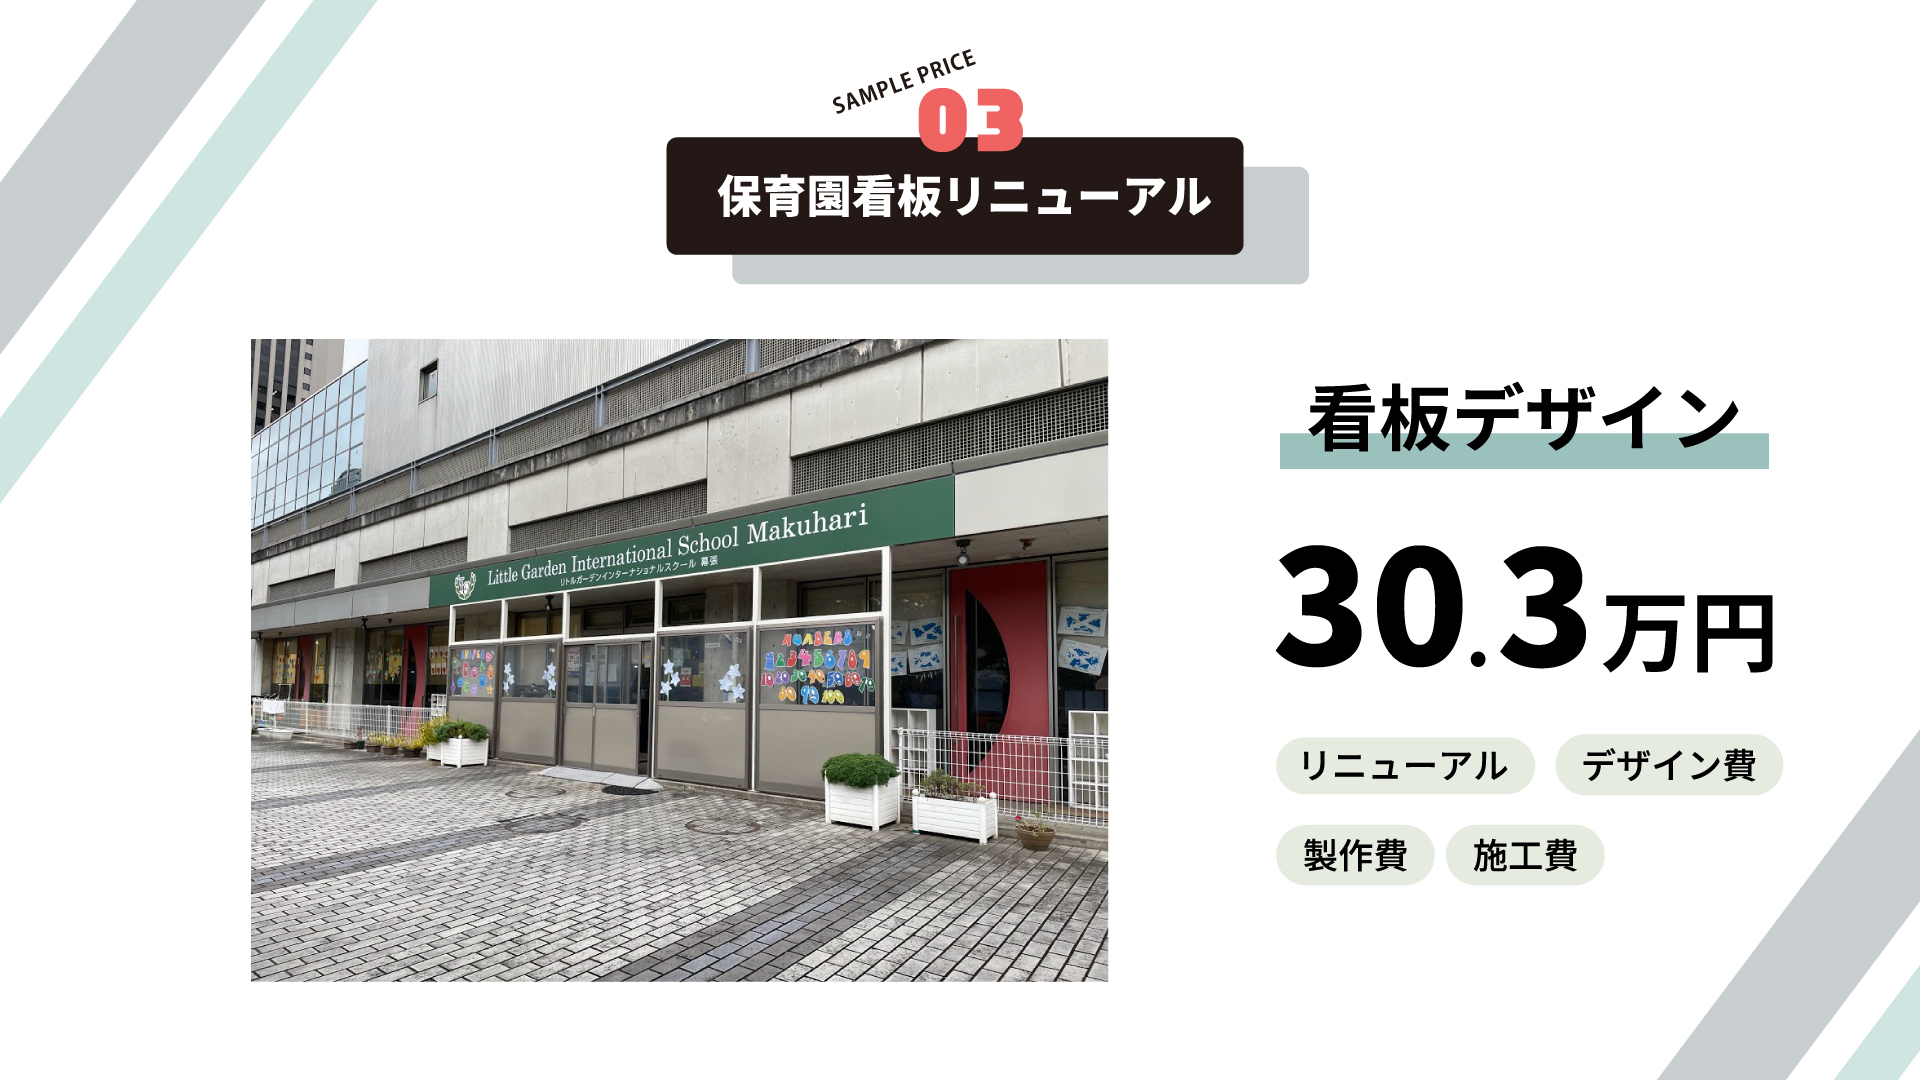 SAMPLE PRICE
03
保育園看板リニューアル
Little Garden International School Makuhari
リトルガーデンインターナショナルスクール 幕張
NUMBERS
看板デザイン
30.3万円
リニューアル
デザイン費
製作費
施工費